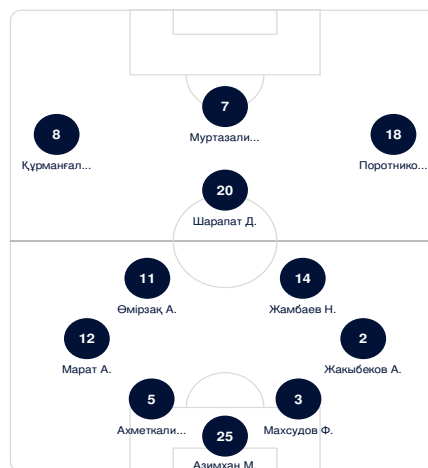 7
Муртазали...
8
Құрманғал...
18
Поротнико...
20
Шарапат Д.
11
Өмірзақ А.
14
Жамбаев Н.
12
Марат А.
2
Жакыбеков А.
5
Ахметкали...
3
Махсудов Ф.
25
Азимхан М.